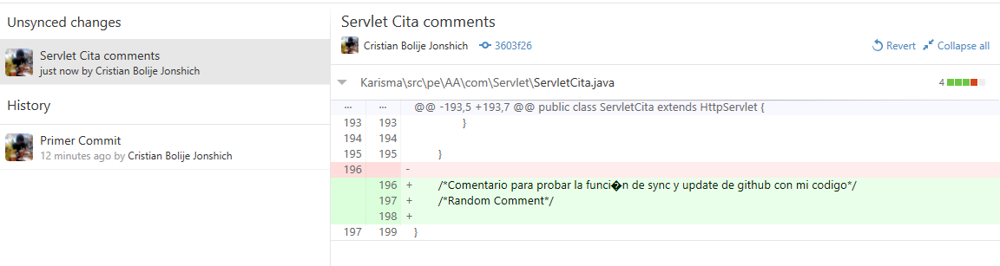 Unsynced changes
Servlet Cita comments
just now by Cristian Bolije Jonshich
History
Primer Commit
12 minutes ago by Cristian Bolije Jonshich
Servlet Cita comments
Cristian Bolije Jonshich 3603f26 Revert Collapse all
Karisma\src\pe\AA\com\Servlet\ServletCita.java 4
... ... @@ -193,5 +193,7 @@ public class ServletCita extends HttpServlet {
193 193 }
194 194
195 195 }
196 -
196 + /*Comentario para probar la funci�n de sync y update de github con mi codigo*/
197 + /*Random Comment*/
198 +
197 199 }